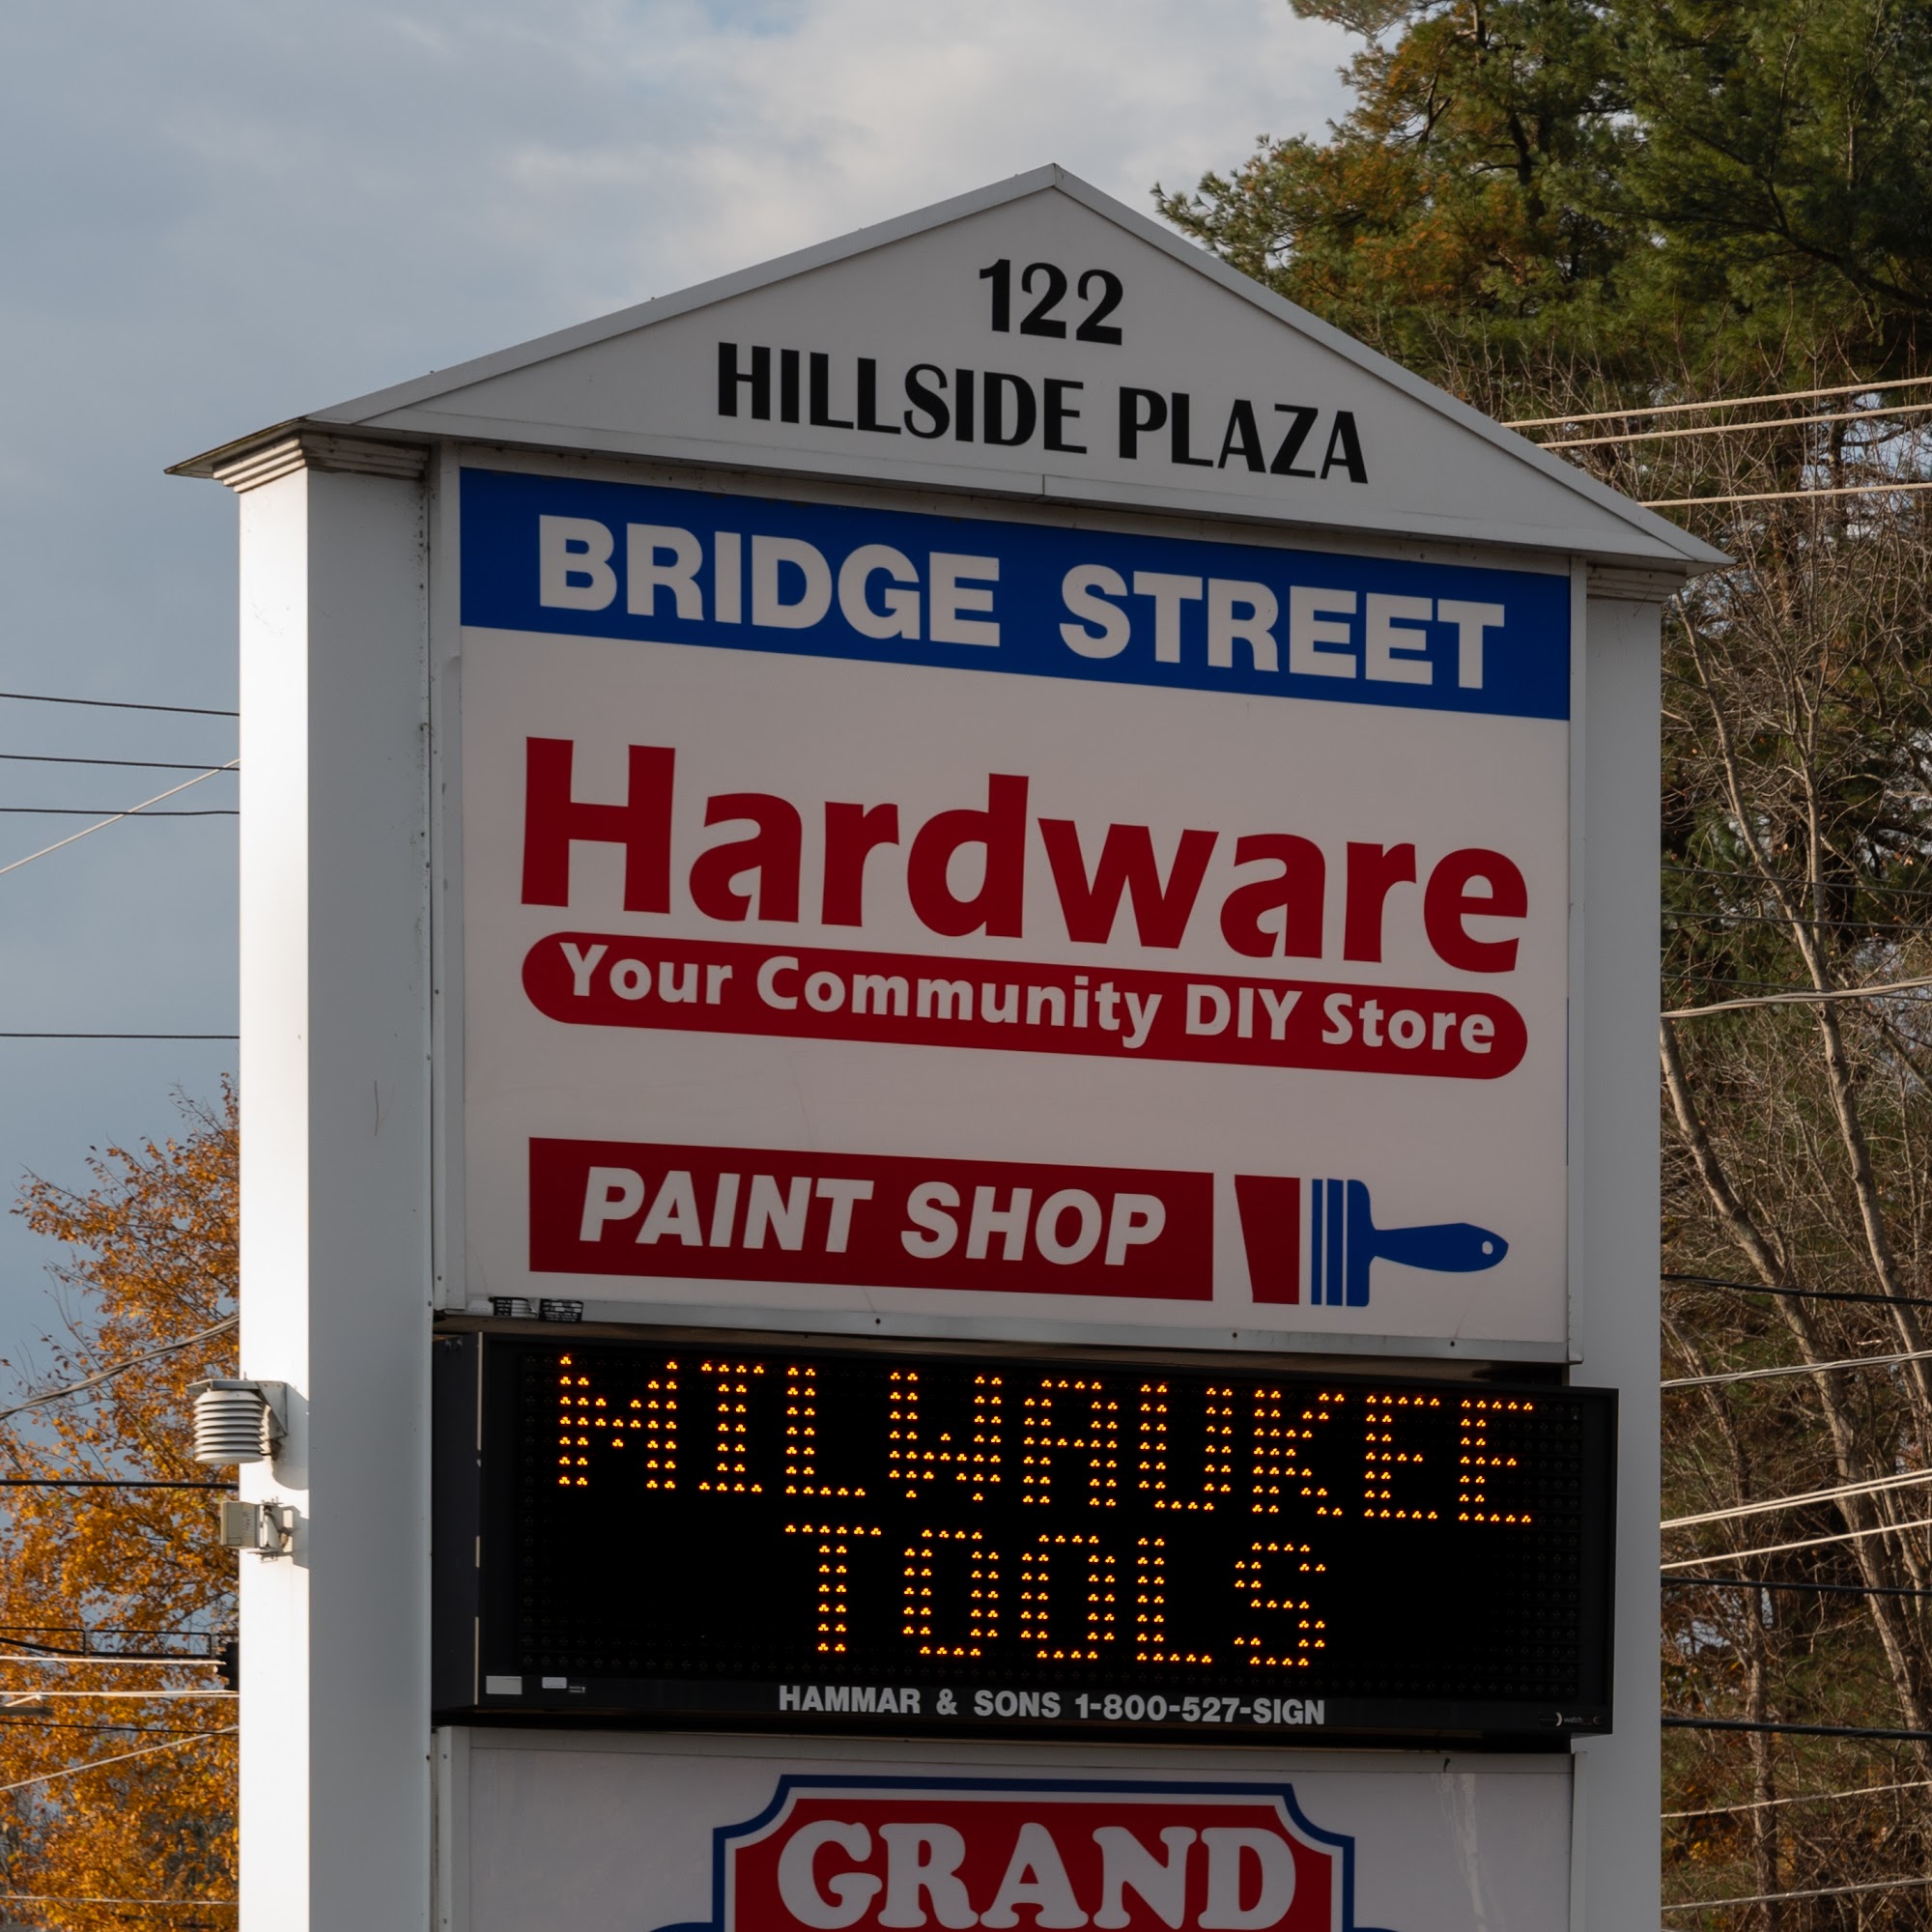 122
HILLSIDE PLAZA
BRIDGE STREET
Hardware
Your Community DIY Store
PAINT SHOP
MILWAUKEE
TOOLS
HAMMAR & SONS 1-800-527-SIGN
GRAND